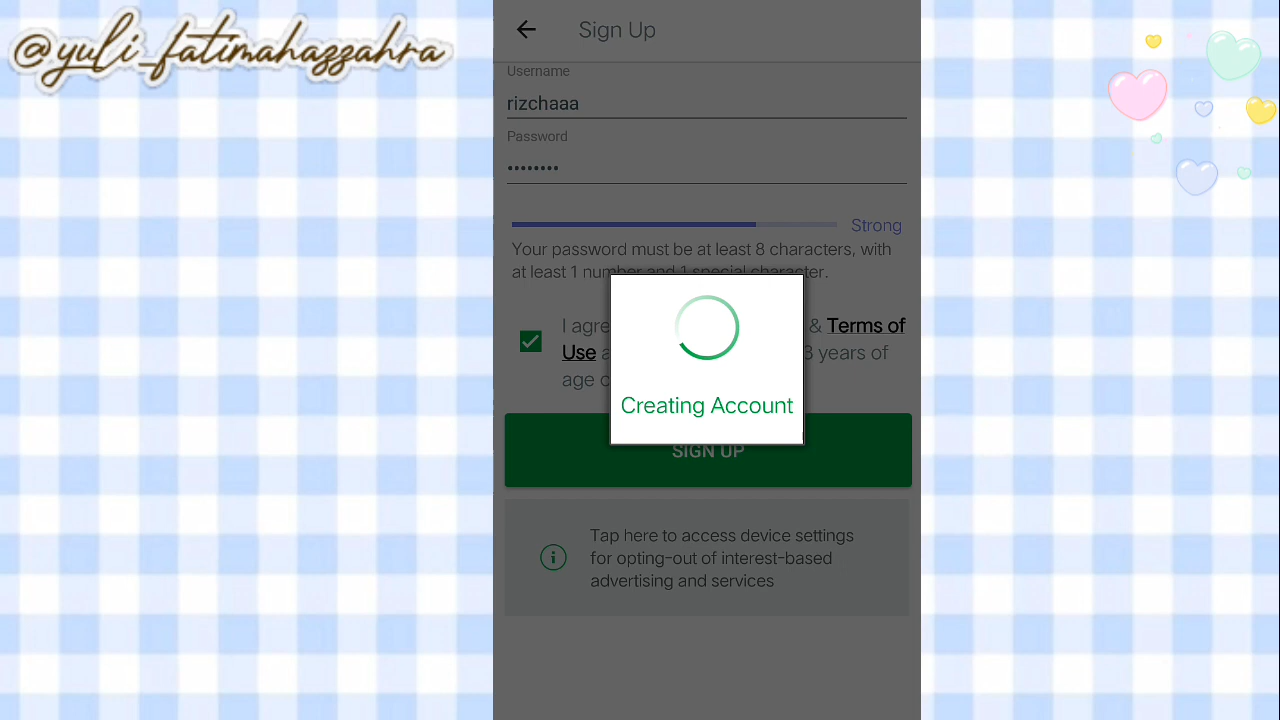 @yuli_fatimahazzahra
Sign Up
Username
rizchaaa
Password
••••••••
Strong
Your password must be at least 8 characters, with
at least 1 number and 1 special character.
I agre & Terms of
Use 3 years of
age
Creating Account
SIGN UP
Tap here to access device settings
for opting-out of interest-based
advertising and services